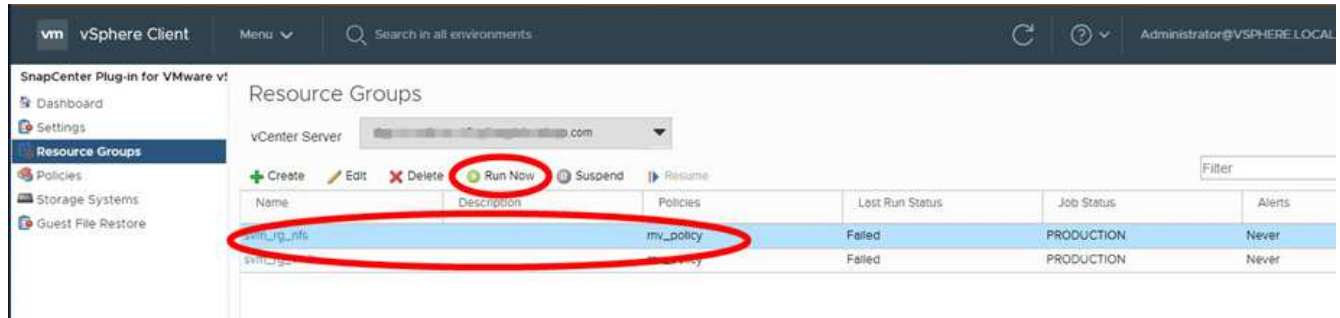 vm vSphere Client Menu Search in all environments Administrator@VSPHERE.LOCAL
SnapCenter Plug-in for VMware
Dashboard
Settings
Resource Groups
Policies
Storage Systems
Guest File Restore
Resource Groups
vCenter Server .com
Create Edit Delete Run Now Suspend Resume Filter
Name Description Policies Last Run Status Job Status Alerts
svm_rg_nfs mv_policy Failed PRODUCTION Never
Failed PRODUCTION Never